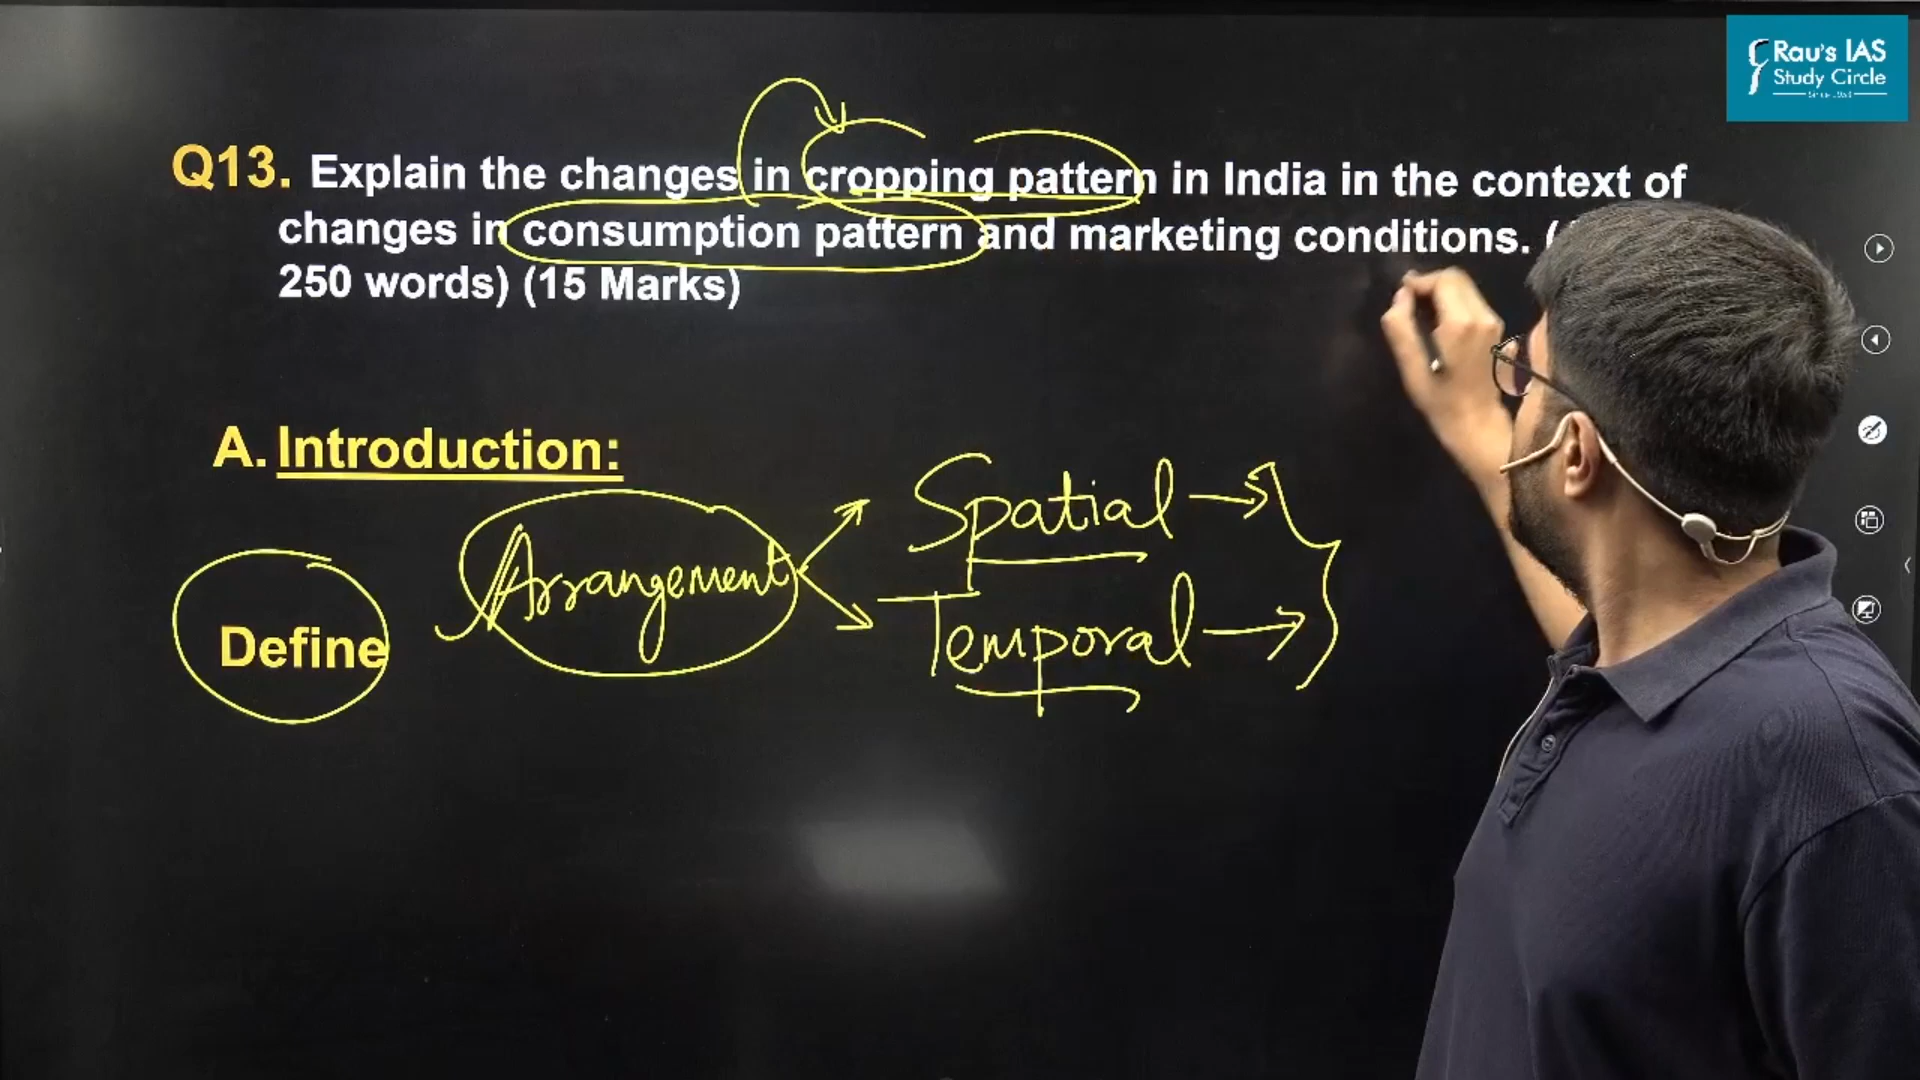 Rau's IAS
Study Circle
Q13. Explain the changes in cropping pattern in India in the context of
changes in consumption pattern and marketing conditions. (
250 words) (15 Marks)
A. Introduction:
Arrangement
Spatial
Temporal
Define